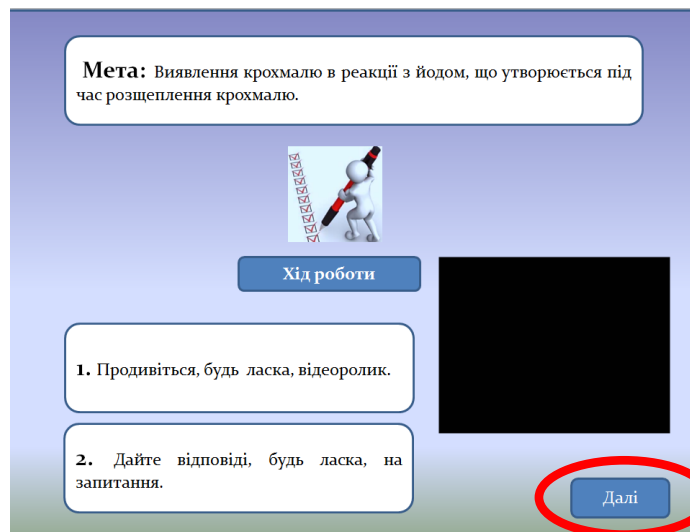 Мета: Виявлення крохмалю в реакції з йодом, що утворюється під
час розщеплення крохмалю.
Хід роботи
1. Продивіться, будь ласка, відеоролик.
2. Дайте відповіді, будь ласка, на
запитання.
Далі